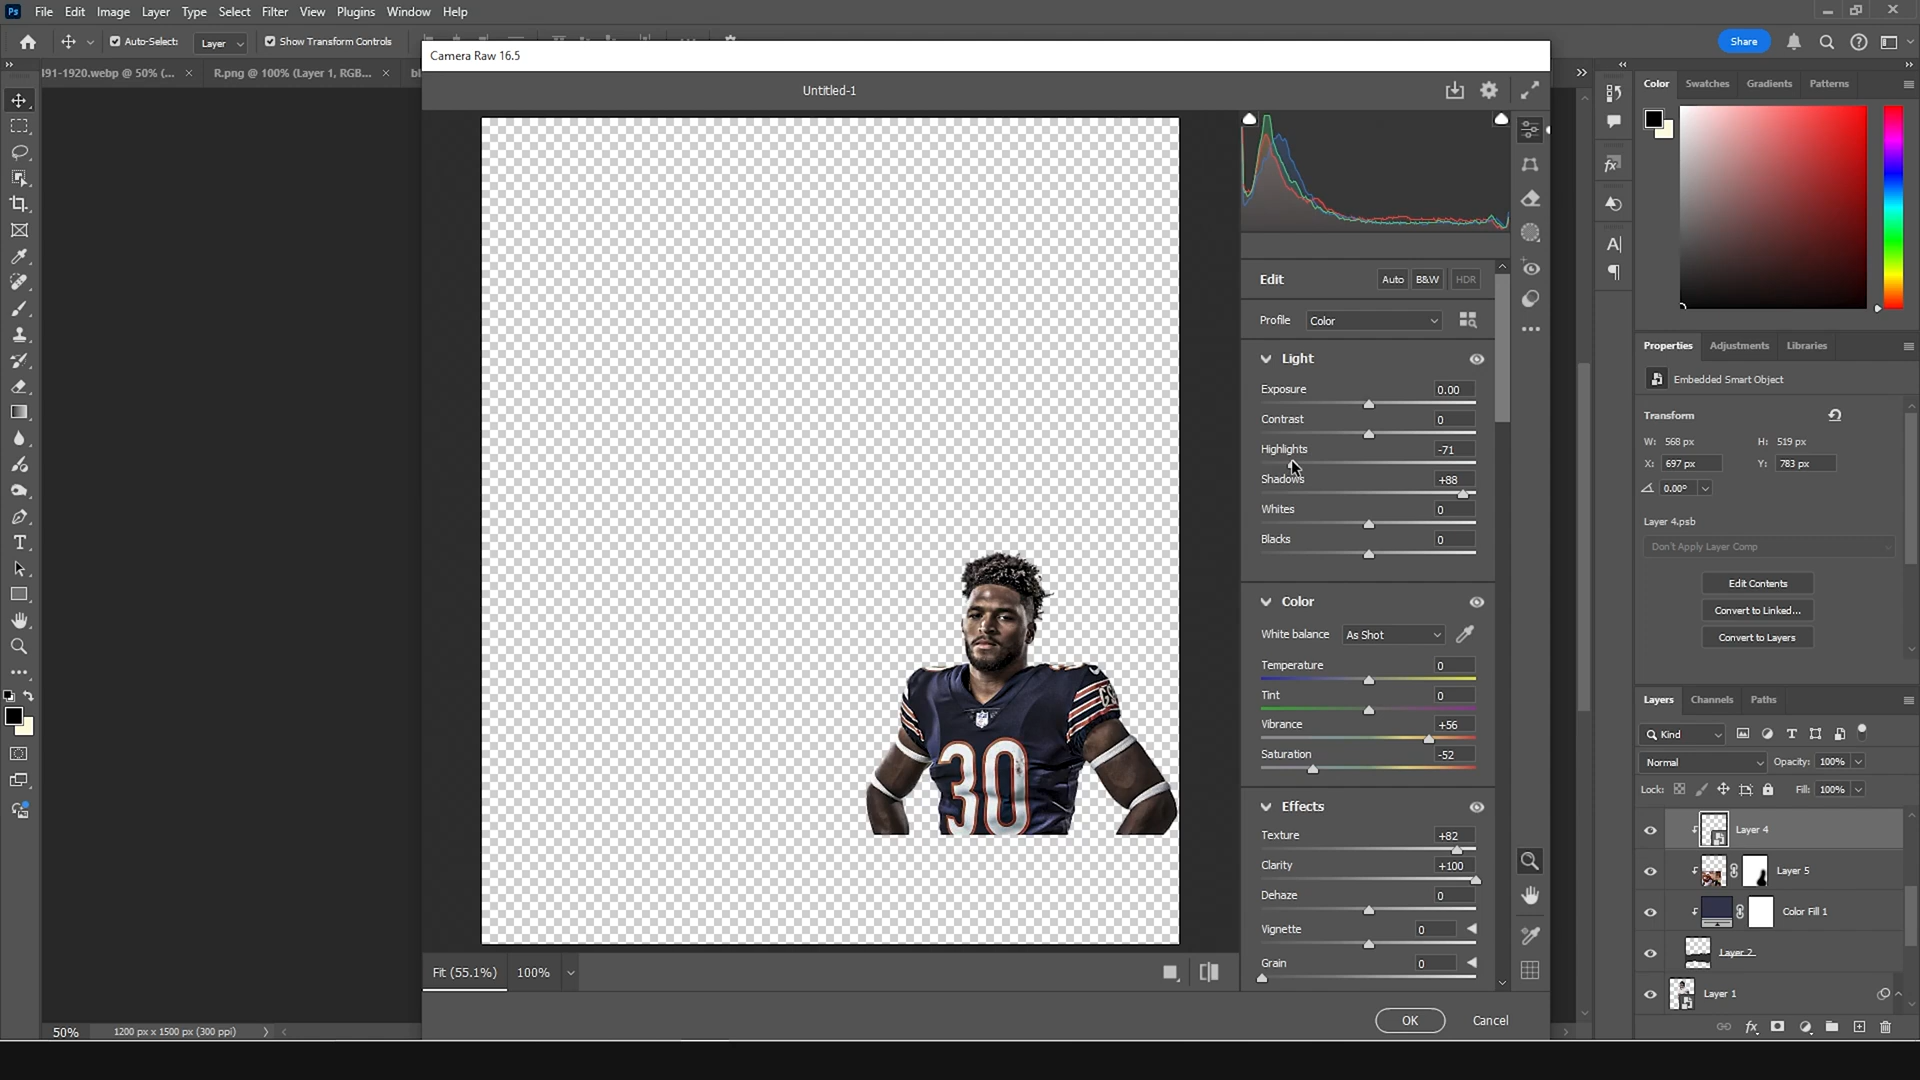 Ps File Edit Image Layer Type Select Filter View Plugins Window Help
Auto-Select: Layer Show Transform Controls
Share
I91-1920.webp @ 50% (... × R.png @ 100% (Layer 1, RGB... × bl
Camera Raw 16.5
Untitled-1
Edit Auto B&W HDR
Profile Color
Light
Exposure 0.00
Contrast 0
Highlights -71
Shadows +88
Whites 0
Blacks 0
Color
White balance As Shot
Temperature 0
Tint 0
Vibrance +56
Saturation -52
Effects
Texture +82
Clarity +100
Dehaze 0
Vignette 0
Grain 0
30
NFL
Fit (55.1%) 100%
OK Cancel
50% 1200 px x 1500 px (300 ppi)
Color Swatches Gradients Patterns
Properties Adjustments Libraries
Embedded Smart Object
Transform
W: 568 px H: 519 px
X: 697 px Y: 783 px
0.00°
Layer 4.psb
Don't Apply Layer Comp
Edit Contents
Convert to Linked...
Convert to Layers
Layers Channels Paths
Kind
Normal Opacity: 100%
Lock: Fill: 100%
Layer 4
Layer 5
Color Fill 1
Layer 2
Layer 1